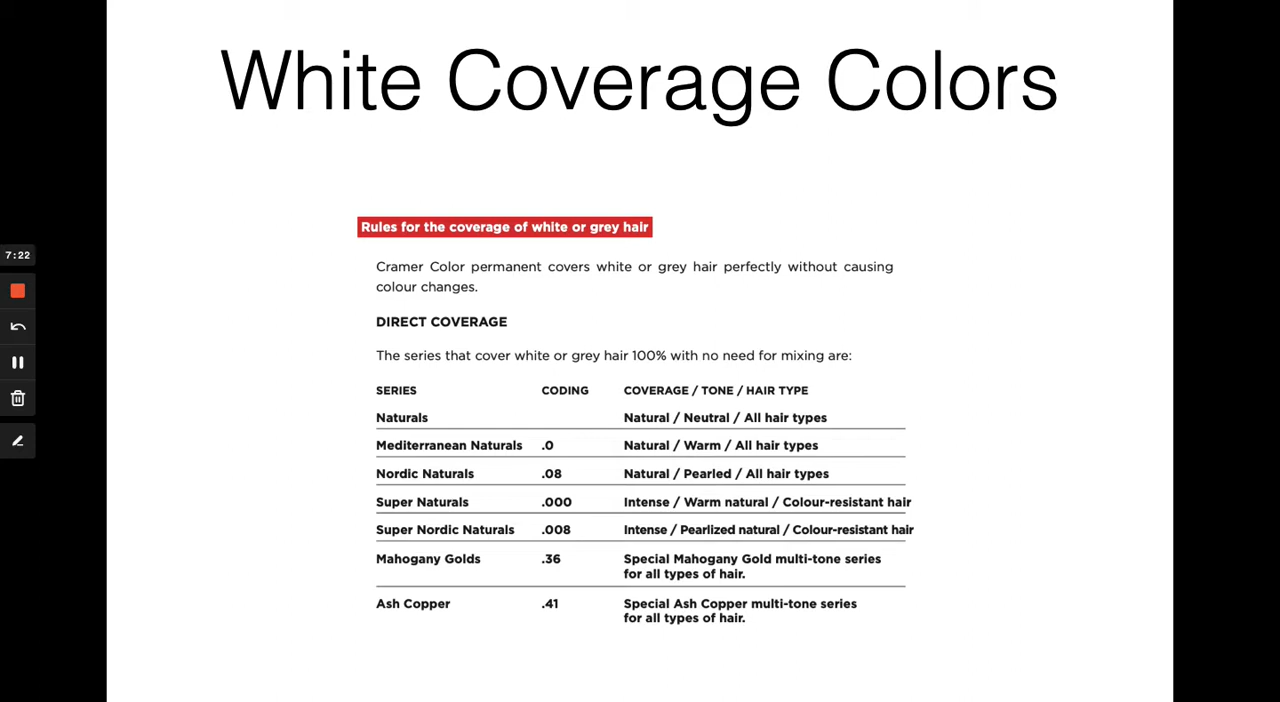 White Coverage Colors
Rules for the coverage of white or grey hair
Cramer Color permanent covers white or grey hair perfectly without causing
colour changes.
DIRECT COVERAGE
The series that cover white or grey hair 100% with no need for mixing are:
SERIES CODING COVERAGE / TONE / HAIR TYPE
Naturals Natural / Neutral / All hair types
7:22
Mediterranean Naturals .0 Natural / Warm / All hair types
Nordic Naturals .08 Natural / Pearled / All hair types
Super Naturals .000 Intense / Warm natural / Colour-resistant hair
Super Nordic Naturals .008 Intense / Pearlized natural / Colour-resistant hair
Mahogany Golds .36 Special Mahogany Gold multi-tone series
for all types of hair.
Ash Copper .41 Special Ash Copper multi-tone series
for all types of hair.